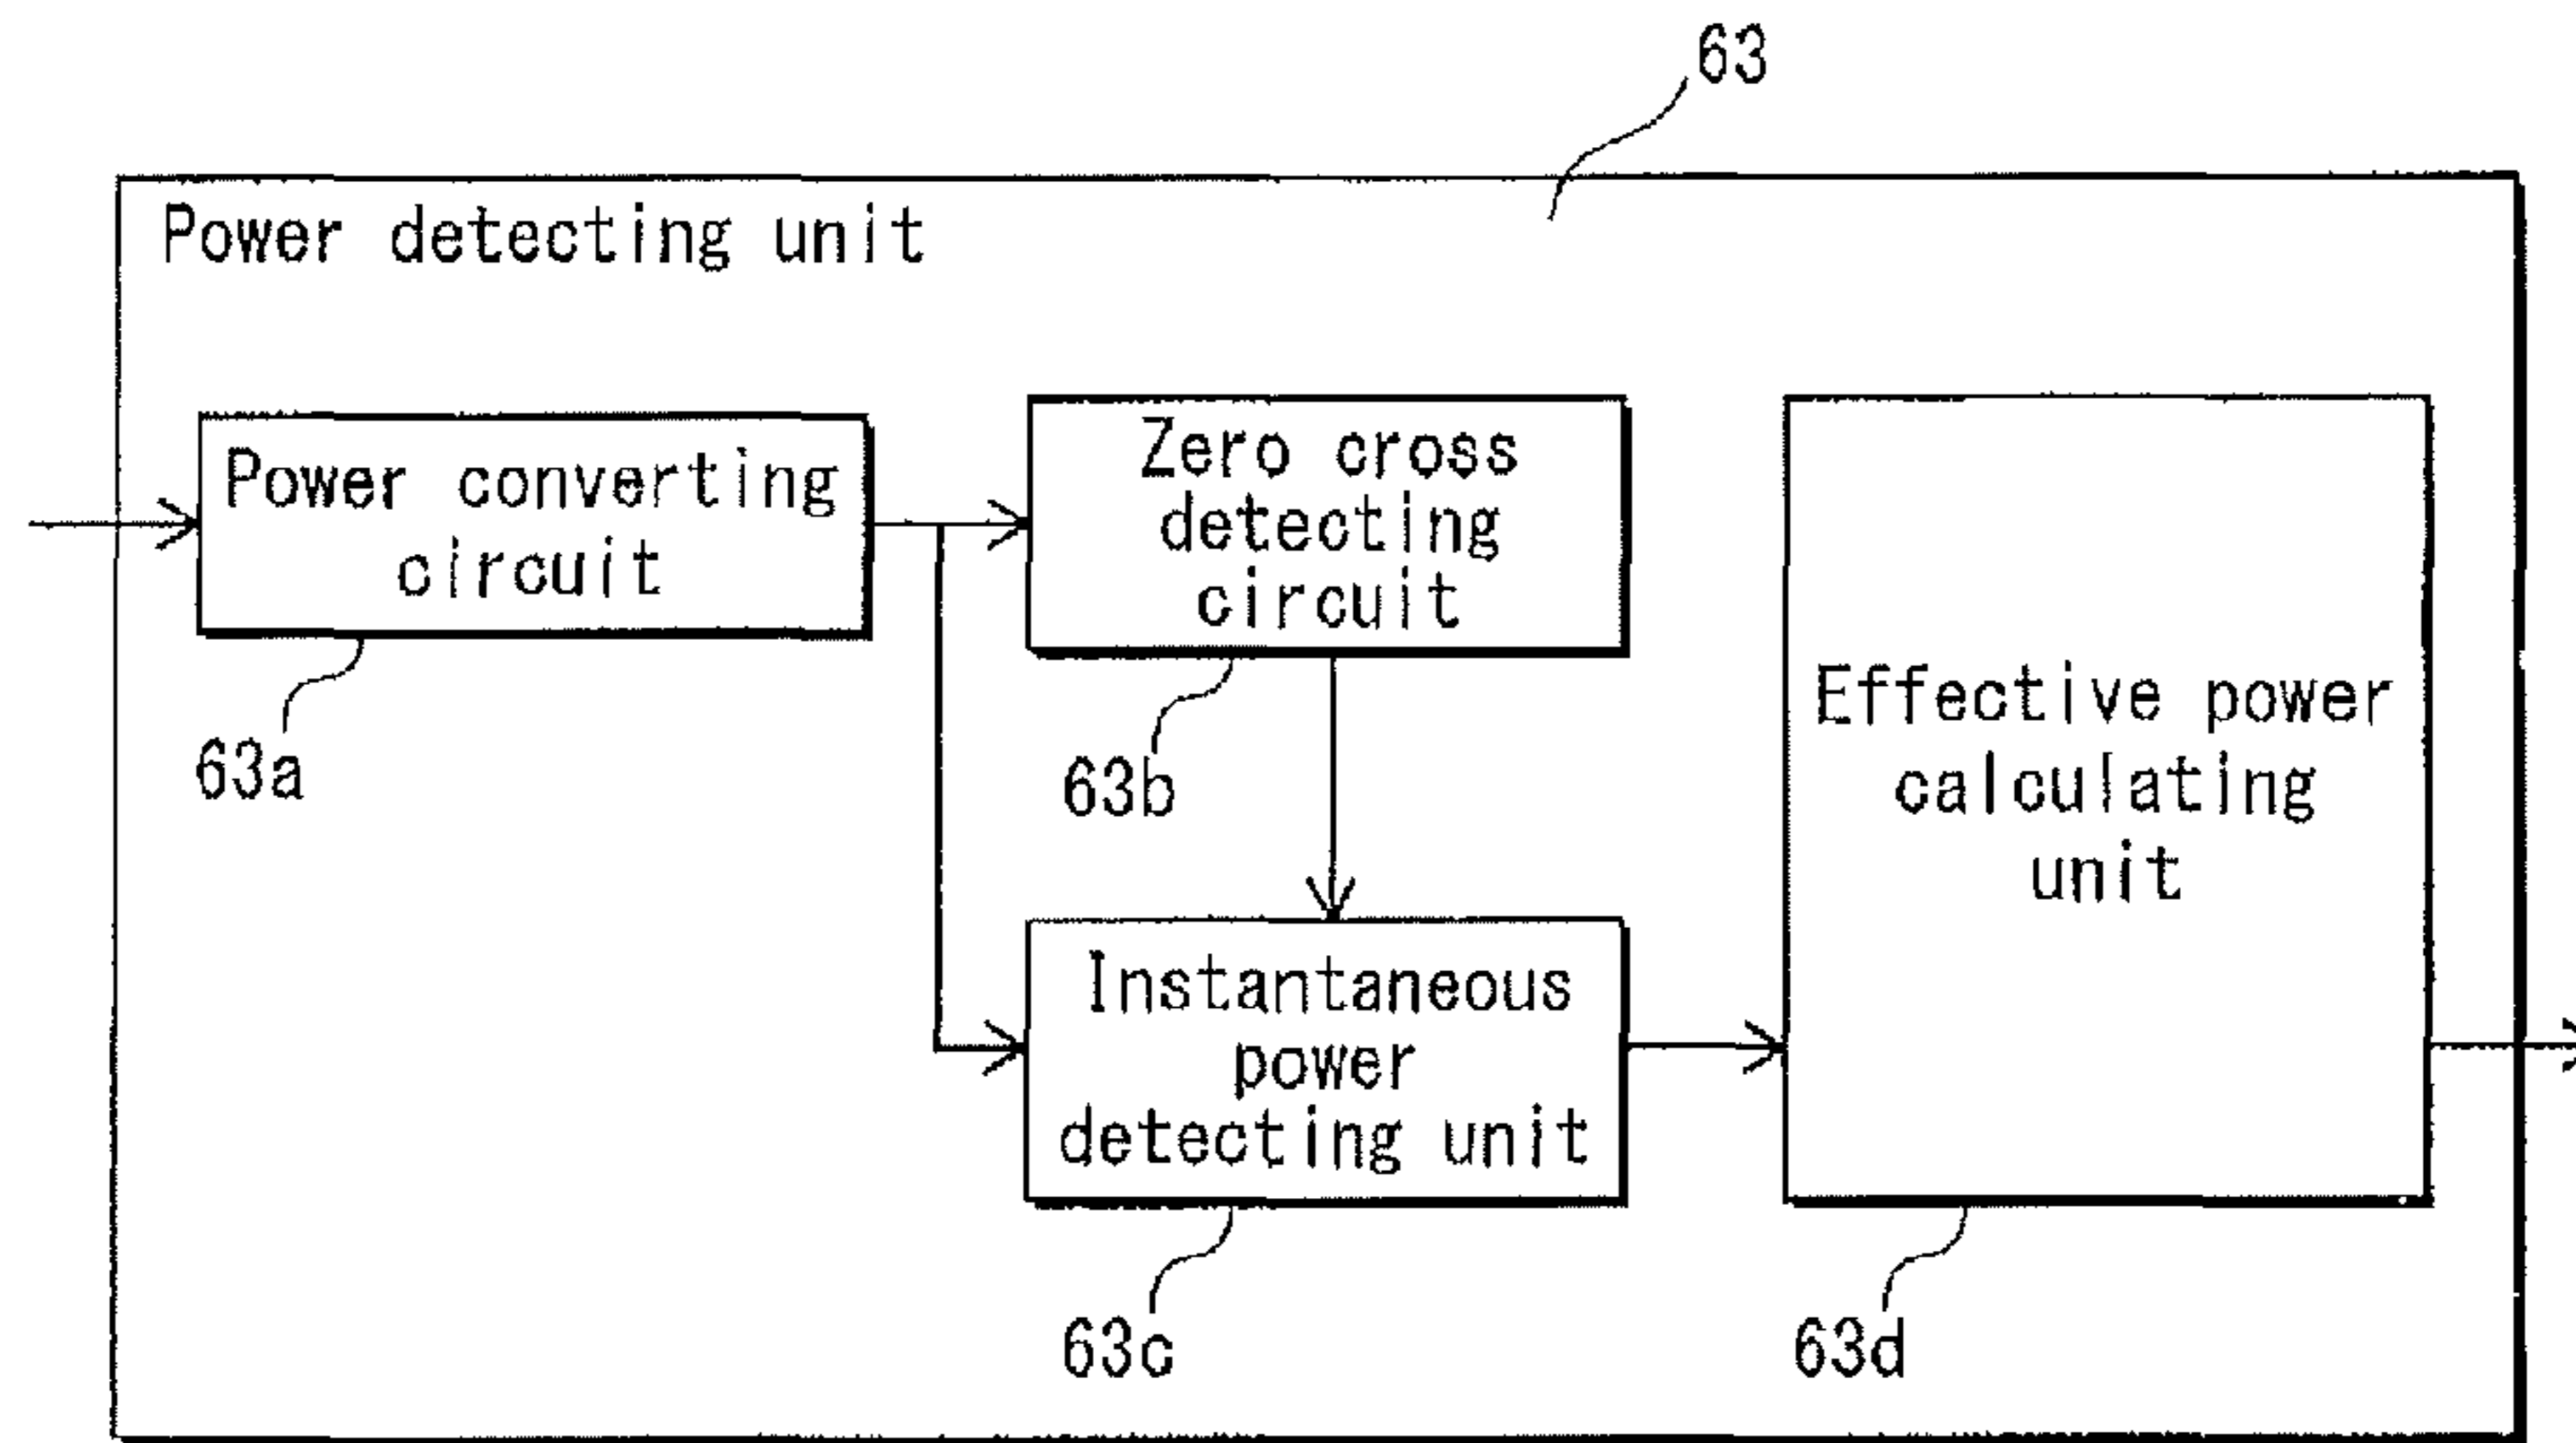 63
Power detecting unit
Power converting
circuit
63a
Zero cross
detecting
circuit
63b
Instantaneous
power
detecting unit
63c
Effective power
calculating
unit
63d